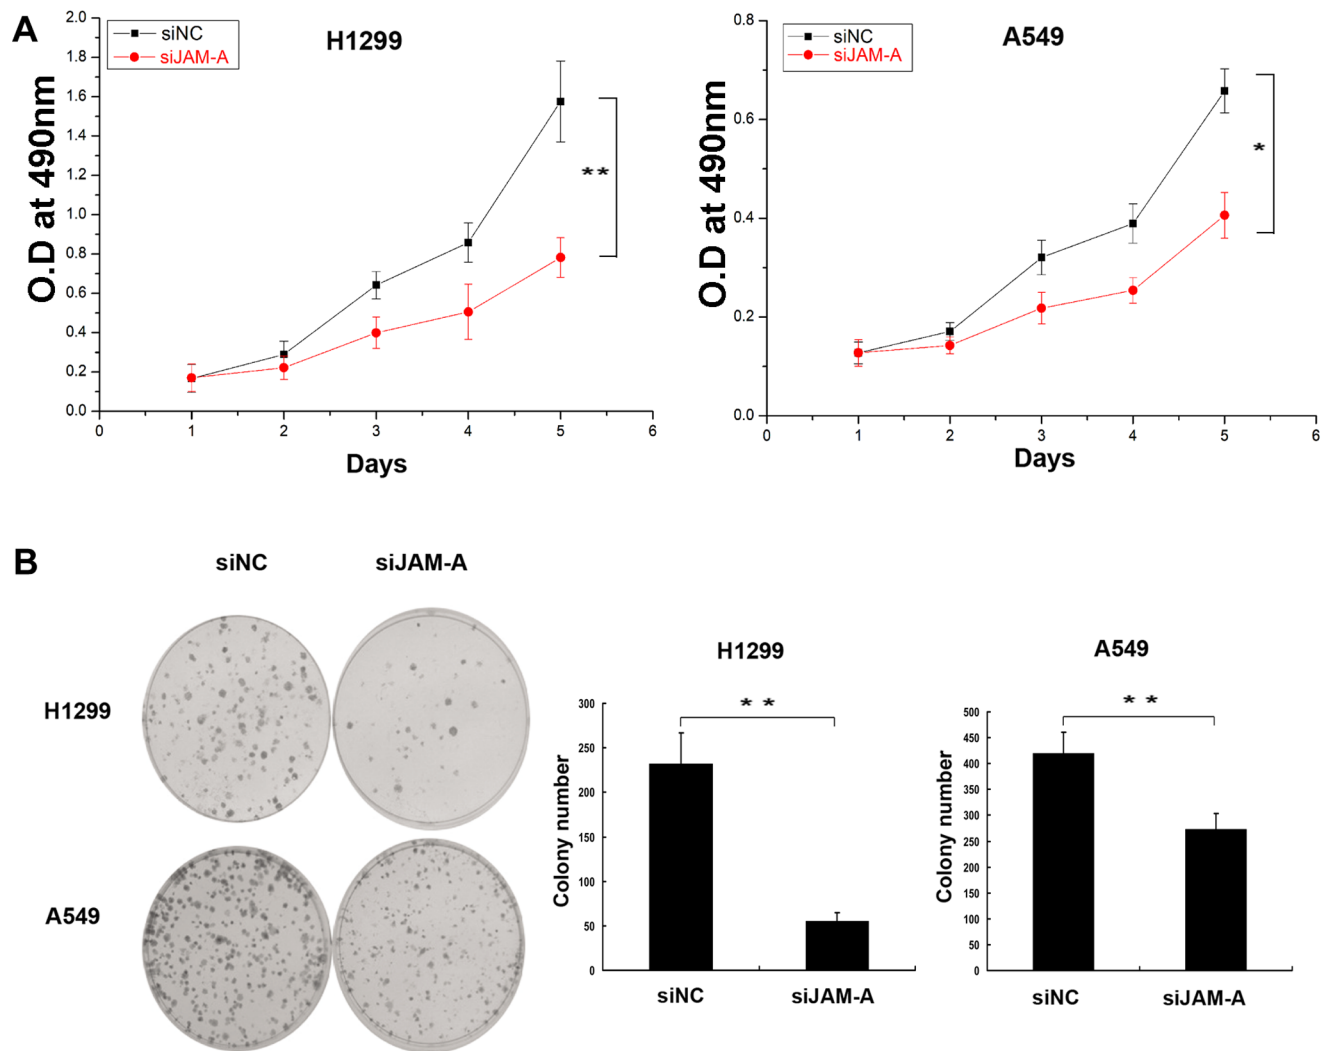 A
siNC
siJAM-A
H1299
2.0
1.8
1.6
1.4
1.2
1.0
0.8
0.6
0.4
0.2
0.0
O.D at 490nm
**
0 1 2 3 4 5 6
Days
siNC
siJAM-A
A549
0.8
0.6
0.4
0.2
0.0
O.D at 490nm
*
0 1 2 3 4 5 6
Days
B
siNC siJAM-A
H1299
A549
H1299
**
300
250
200
150
100
50
0
Colony number
siNC siJAM-A
A549
**
500
450
400
350
300
250
200
150
100
50
0
Colony number
siNC siJAM-A